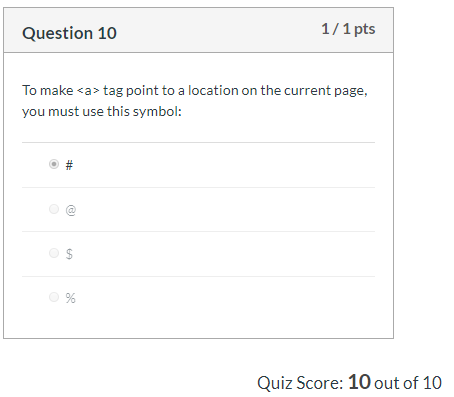 Question 10
1 / 1 pts
To make <a> tag point to a location on the current page,
you must use this symbol:
#
@
$
%
Quiz Score: 10 out of 10